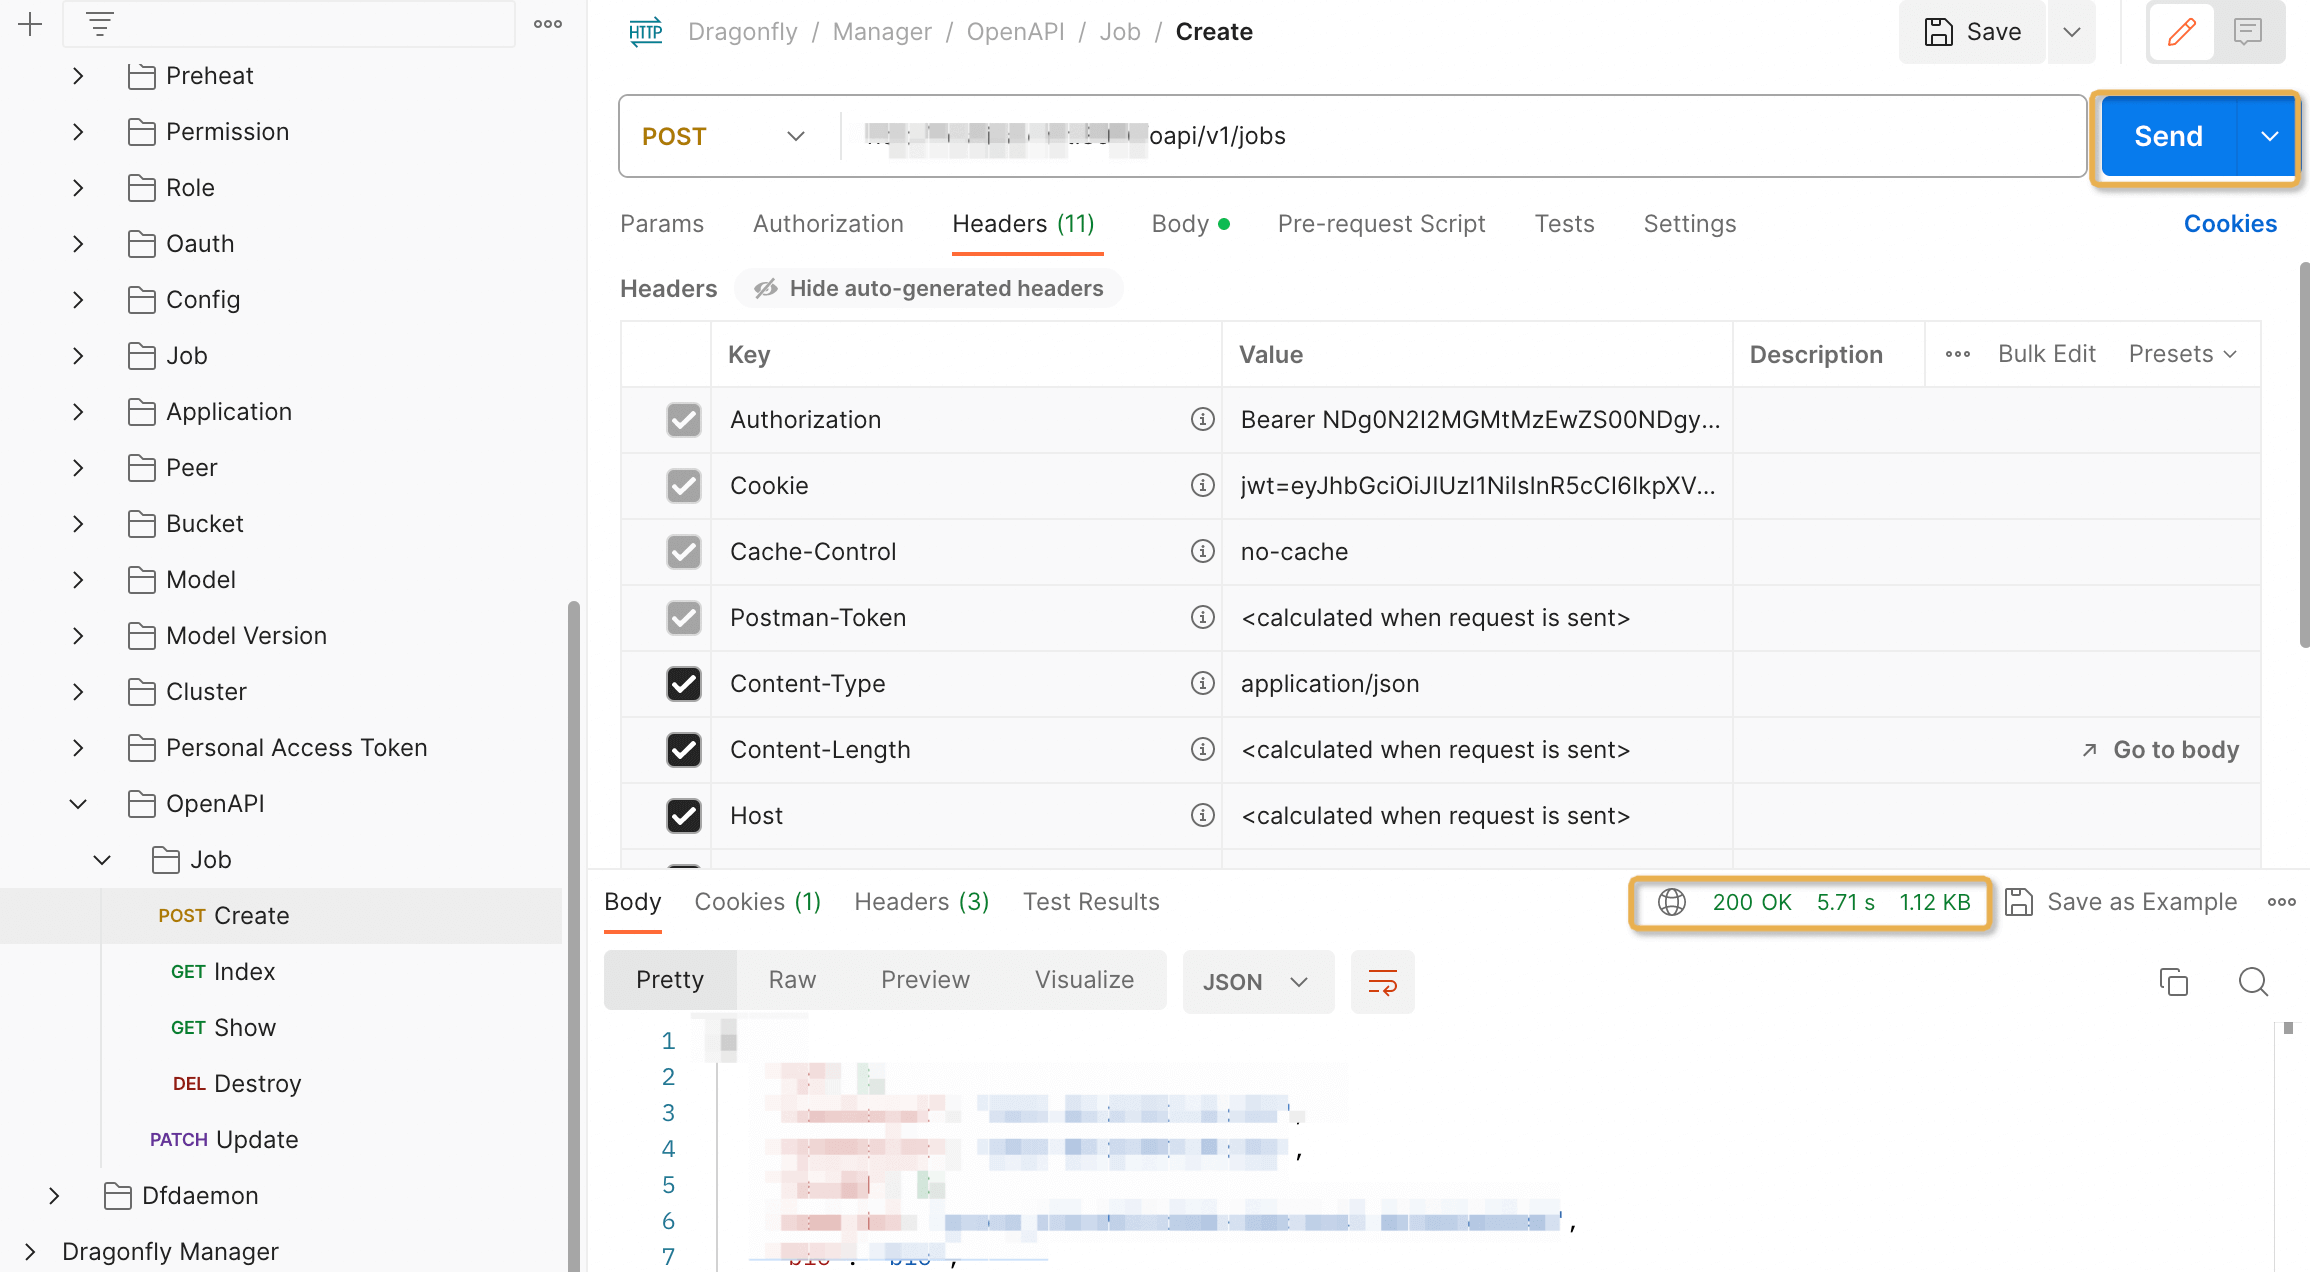 Preheat
Permission
Role
Oauth
Config
Job
Application
Peer
Bucket
Model
Model Version
Cluster
Personal Access Token
OpenAPI
Job
POST Create
GET Index
GET Show
DEL Destroy
PATCH Update
Dfdaemon
Dragonfly Manager
HTTP Dragonfly / Manager / OpenAPI / Job / Create
Save
POST oapi/v1/jobs
Send
Params Authorization Headers (11) Body Pre-request Script Tests Settings Cookies
Headers Hide auto-generated headers
Key Value Description Bulk Edit Presets
Authorization Bearer NDg0N2I2MGMtMzEwZS00NDgy...
Cookie jwt=eyJhbGciOiJIUzI1NiIsInR5cCI6IkpXV...
Cache-Control no-cache
Postman-Token <calculated when request is sent>
Content-Type application/json
Content-Length <calculated when request is sent> Go to body
Host <calculated when request is sent>
Body Cookies (1) Headers (3) Test Results 200 OK 5.71 s 1.12 KB Save as Example
Pretty Raw Preview Visualize JSON
1
2
3
4 ,
5
6 ,
7